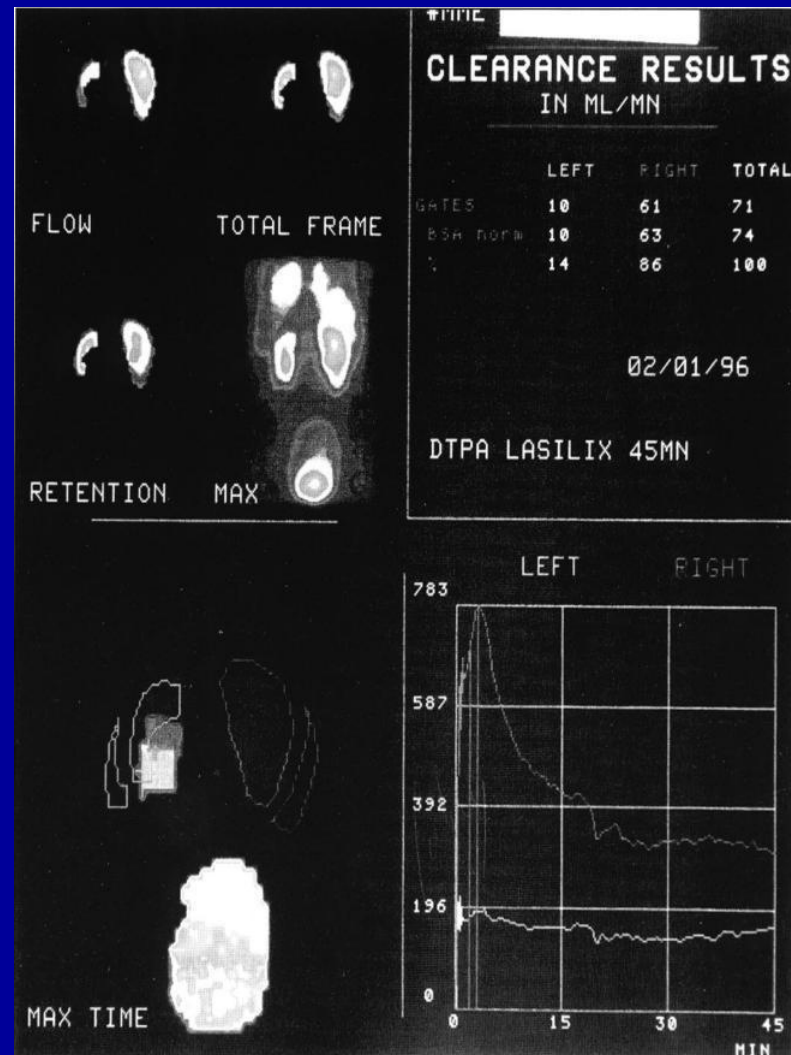 #MME
CLEARANCE RESULTS
IN ML/MN
LEFT RIGHT TOTAL
GATES 10 61 71
BSA norm 10 63 74
% 14 86 100
02/01/96
DTPA LASILIX 45MN
FLOW TOTAL FRAME
RETENTION MAX
MAX TIME
LEFT RIGHT
783
587
392
196
0
0 15 30 45
MIN